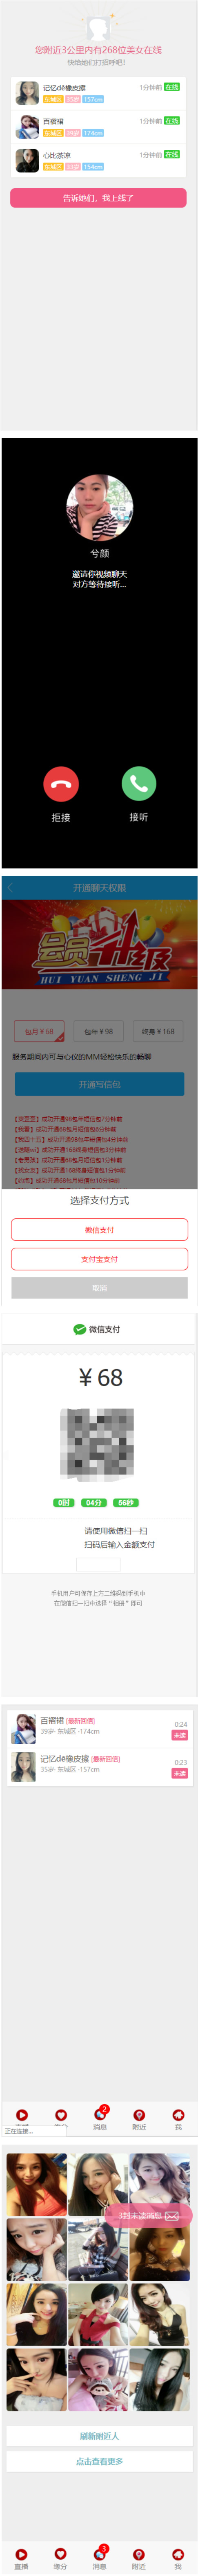 您附近3公里内有268位美女在线
快给她们打招呼吧!
记忆dé橡皮擦
1分钟前 在线
东城区 35岁 157cm
百褶裙
1分钟前 在线
东城区 39岁 174cm
心比茶凉
1分钟前 在线
东城区 33岁 154cm
告诉她们，我上线了
兮颜
邀请你视频聊天
对方等待接听...
拒接
接听
开通聊天权限
会员升级
HUI YUAN SHENG JI
包月￥68
包年￥98
终身￥168
服务期间内可与心仪的MM轻松快乐的畅聊
开通写信包
选择支付方式
微信支付
支付宝支付
取消
微信支付
￥68
0时 04分 56秒
请使用微信扫一扫
扫码后输入金额支付
手机用户可保存上方二维码到手机中
在微信扫一扫中选择“相册”即可
百褶裙 [最新回信]
0:24
39岁- 东城区 -174cm
未读
记忆dé橡皮擦 [最新回信]
0:23
35岁- 东城区 -157cm
未读
2
消息
附近
我
正在连接...
3封未读消息
刷新附近人
点击查看更多
3
直播
缘分
消息
附近
我